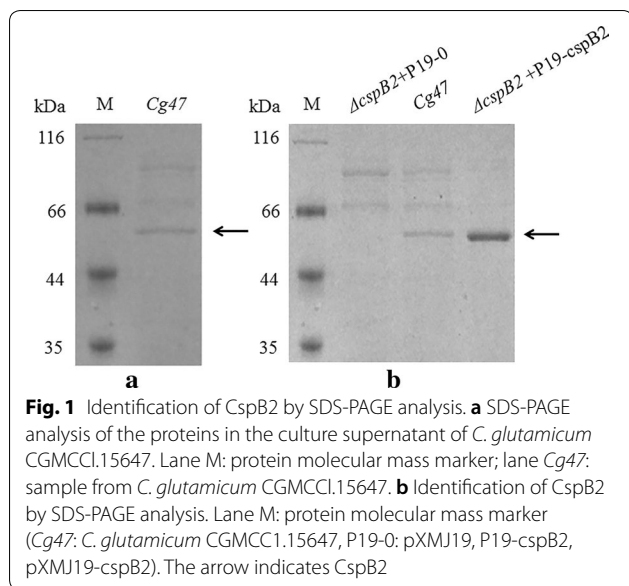 kDa M Cg47
116
66
44
35
a
kDa M ΔcspB2+P19-0 Cg47 ΔcspB2+P19-cspB2
116
66
44
35
b
Fig. 1 Identification of CspB2 by SDS-PAGE analysis. a SDS-PAGE
analysis of the proteins in the culture supernatant of C. glutamicum
CGMCCl.15647. Lane M: protein molecular mass marker; lane Cg47:
sample from C. glutamicum CGMCCl.15647. b Identification of CspB2
by SDS-PAGE analysis. Lane M: protein molecular mass marker
(Cg47: C. glutamicum CGMCC1.15647, P19-0: pXMJ19, P19-cspB2,
pXMJ19-cspB2). The arrow indicates CspB2